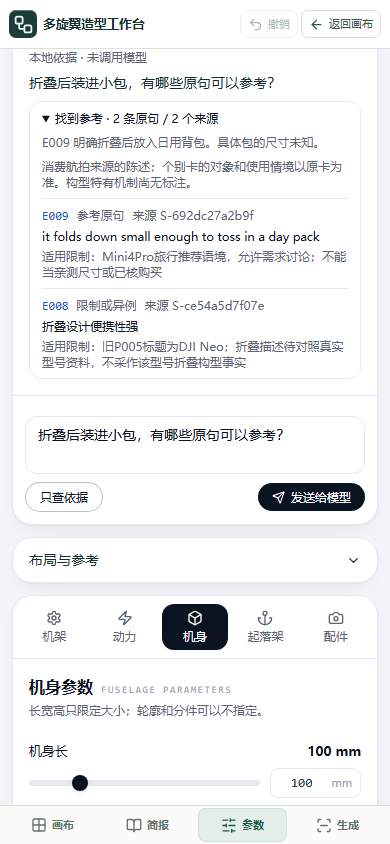 多旋翼造型工作台
撤销
返回画布
本地依据 · 未调用模型
折叠后装进小包，有哪些原句可以参考？
▼ 找到参考 · 2 条原句 / 2 个来源
E009 明确折叠后放入日用背包。具体包的尺寸未知。
消费航拍来源的陈述；个别卡的对象和使用情境以原卡为
准。构型特有机制尚无标注。
E009 参考原句 来源 S-692dc27a2b9f
it folds down small enough to toss in a day pack
适用限制：Mini4Pro旅行推荐语境，允许需求讨论；不能
当亲测尺寸或已核购买
E008 限制或异例 来源 S-ce54a5d7f07e
折叠设计便携性强
适用限制：旧P005标题为DJI Neo；折叠描述待对照真实
型号资料，不采作该型号折叠构型事实
折叠后装进小包，有哪些原句可以参考？
只查依据
发送给模型
布局与参考
机架
动力
机身
起落架
配件
机身参数 FUSELAGE PARAMETERS
长宽高只限定大小；轮廓和分件可以不指定。
机身长
100 mm
100 mm
画布
简报
参数
生成